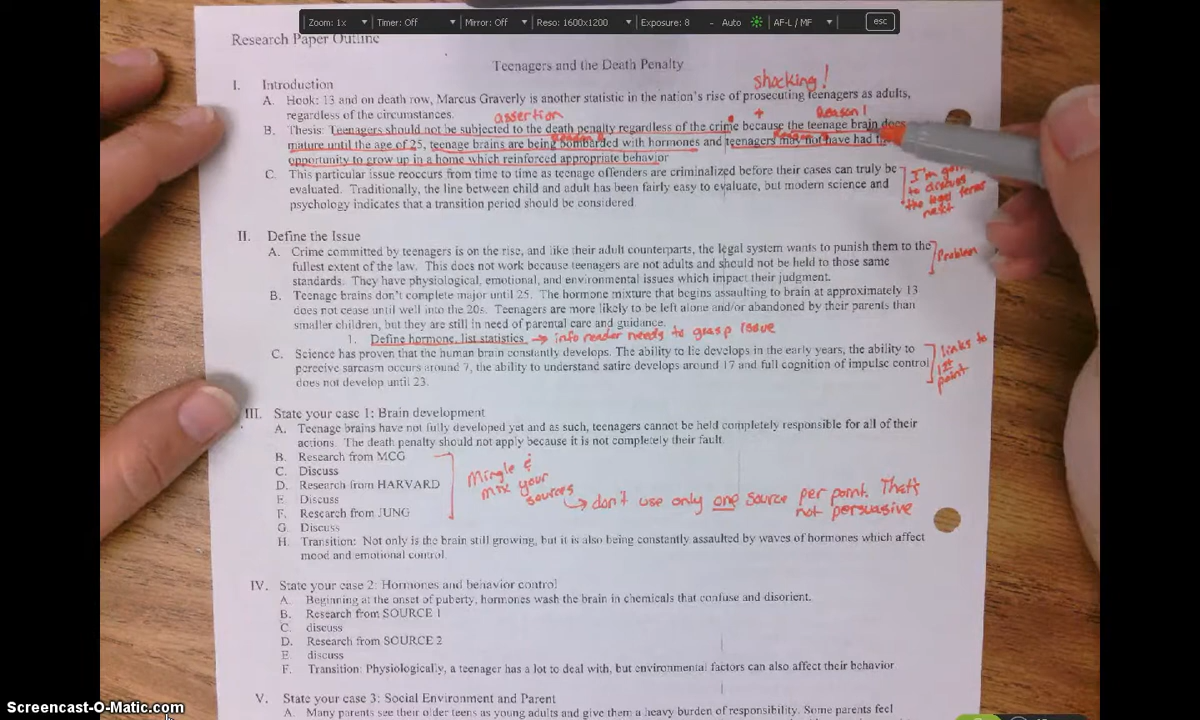 Zoom: 1x Timer: Off Mirror: Off Reso: 1600x1200 Exposure: 8 - Auto AF-L / MF esc
Research Paper Outline
Teenagers and the Death Penalty
shocking!
I. Introduction
A. Hook: 13 and on death row, Marcus Graverly is another statistic in the nation's rise of prosecuting teenagers as adults,
regardless of the circumstances.
assertion + Reason 1
B. Thesis: Teenagers should not be subjected to the death penalty regardless of the crime because the teenage brain does
mature until the age of 25, teenage brains are being bombarded with hormones and teenagers may not have had the
opportunity to grow up in a home which reinforced appropriate behavior
C. This particular issue reoccurs from time to time as teenage offenders are criminalized before their cases can truly be
evaluated. Traditionally, the line between child and adult has been fairly easy to evaluate, but modern science and
psychology indicates that a transition period should be considered
I'm
to discuss
the legal terms
next
II. Define the Issue
A. Crime committed by teenagers is on the rise, and like their adult counterparts, the legal system wants to punish them to the
fullest extent of the law. This does not work because teenagers are not adults and should not be held to those same
standards. They have physiological, emotional, and environmental issues which impact their judgment.
Problem
B. Teenage brains don't complete major until 25. The hormone mixture that begins assaulting to brain at approximately 13
does not cease until well into the 20s. Teenagers are more likely to be left alone and/or abandoned by their parents than
smaller children, but they are still in need of parental care and guidance.
1. Define hormone, list statistics → info reader needs to grasp issue
C. Science has proven that the human brain constantly develops. The ability to lie develops in the early years, the ability to
perceive sarcasm occurs around 7, the ability to understand satire develops around 17 and full cognition of impulse control
does not develop until 23.
links to
1st
point
III. State your case 1: Brain development
A. Teenage brains have not fully developed yet and as such, teenagers cannot be held completely responsible for all of their
actions. The death penalty should not apply because it is not completely their fault.
B. Research from MCG
C. Discuss
D. Research from HARVARD
E. Discuss
F. Research from JUNG
G. Discuss
Mingle &
mix your
sources
→ don't use only one source per point. That's
not persuasive
H. Transition: Not only is the brain still growing, but it is also being constantly assaulted by waves of hormones which affect
mood and emotional control.
IV. State your case 2: Hormones and behavior control
A. Beginning at the onset of puberty, hormones wash the brain in chemicals that confuse and disorient.
B. Research from SOURCE 1
C. discuss
D. Research from SOURCE 2
E. discuss
F. Transition: Physiologically, a teenager has a lot to deal with, but environmental factors can also affect their behavior
V. State your case 3: Social Environment and Parent
A. Many parents see their older teens as young adults and give them a heavy burden of responsibility. Some parents feel
Screencast-O-Matic.com